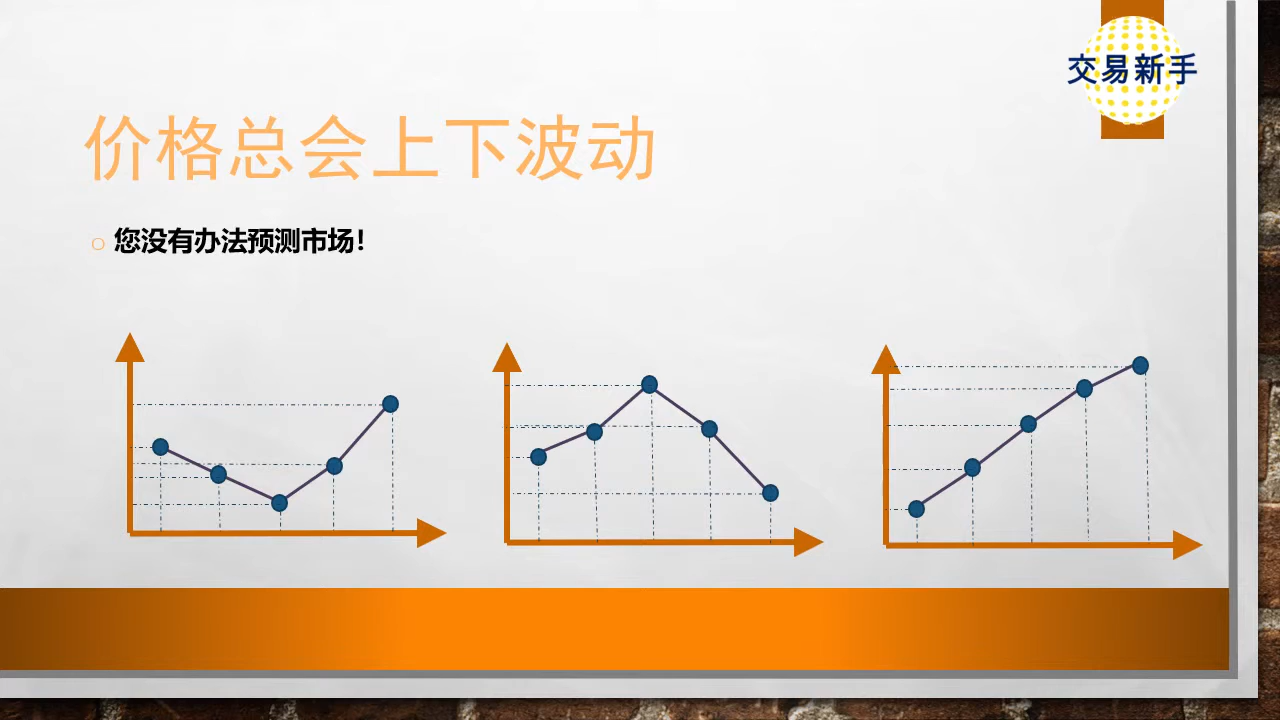 交易新手
价格总会上下波动
您没有办法预测市场！